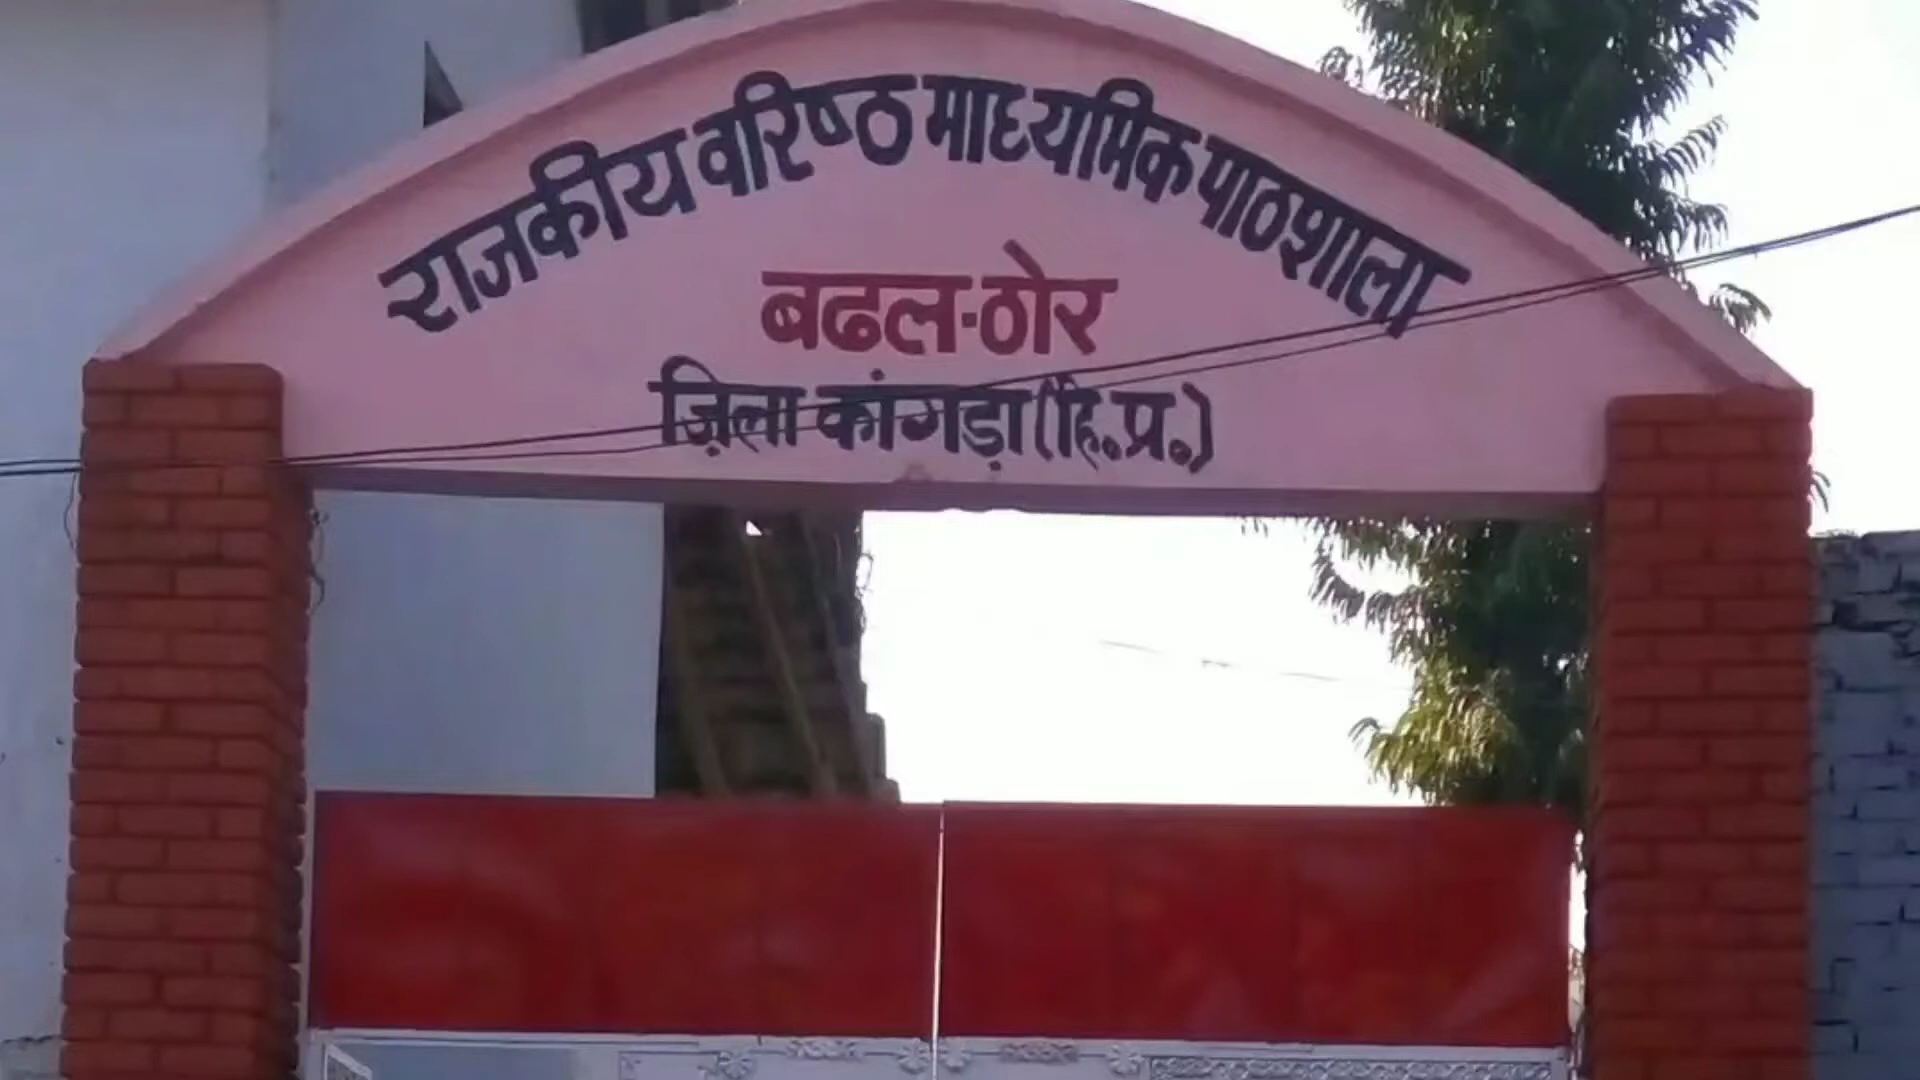 राजकीय वरिष्ठ माध्यमिक पाठशाला
बढल-ठोर
ज़िला कांगड़ा (हि.प्र.)